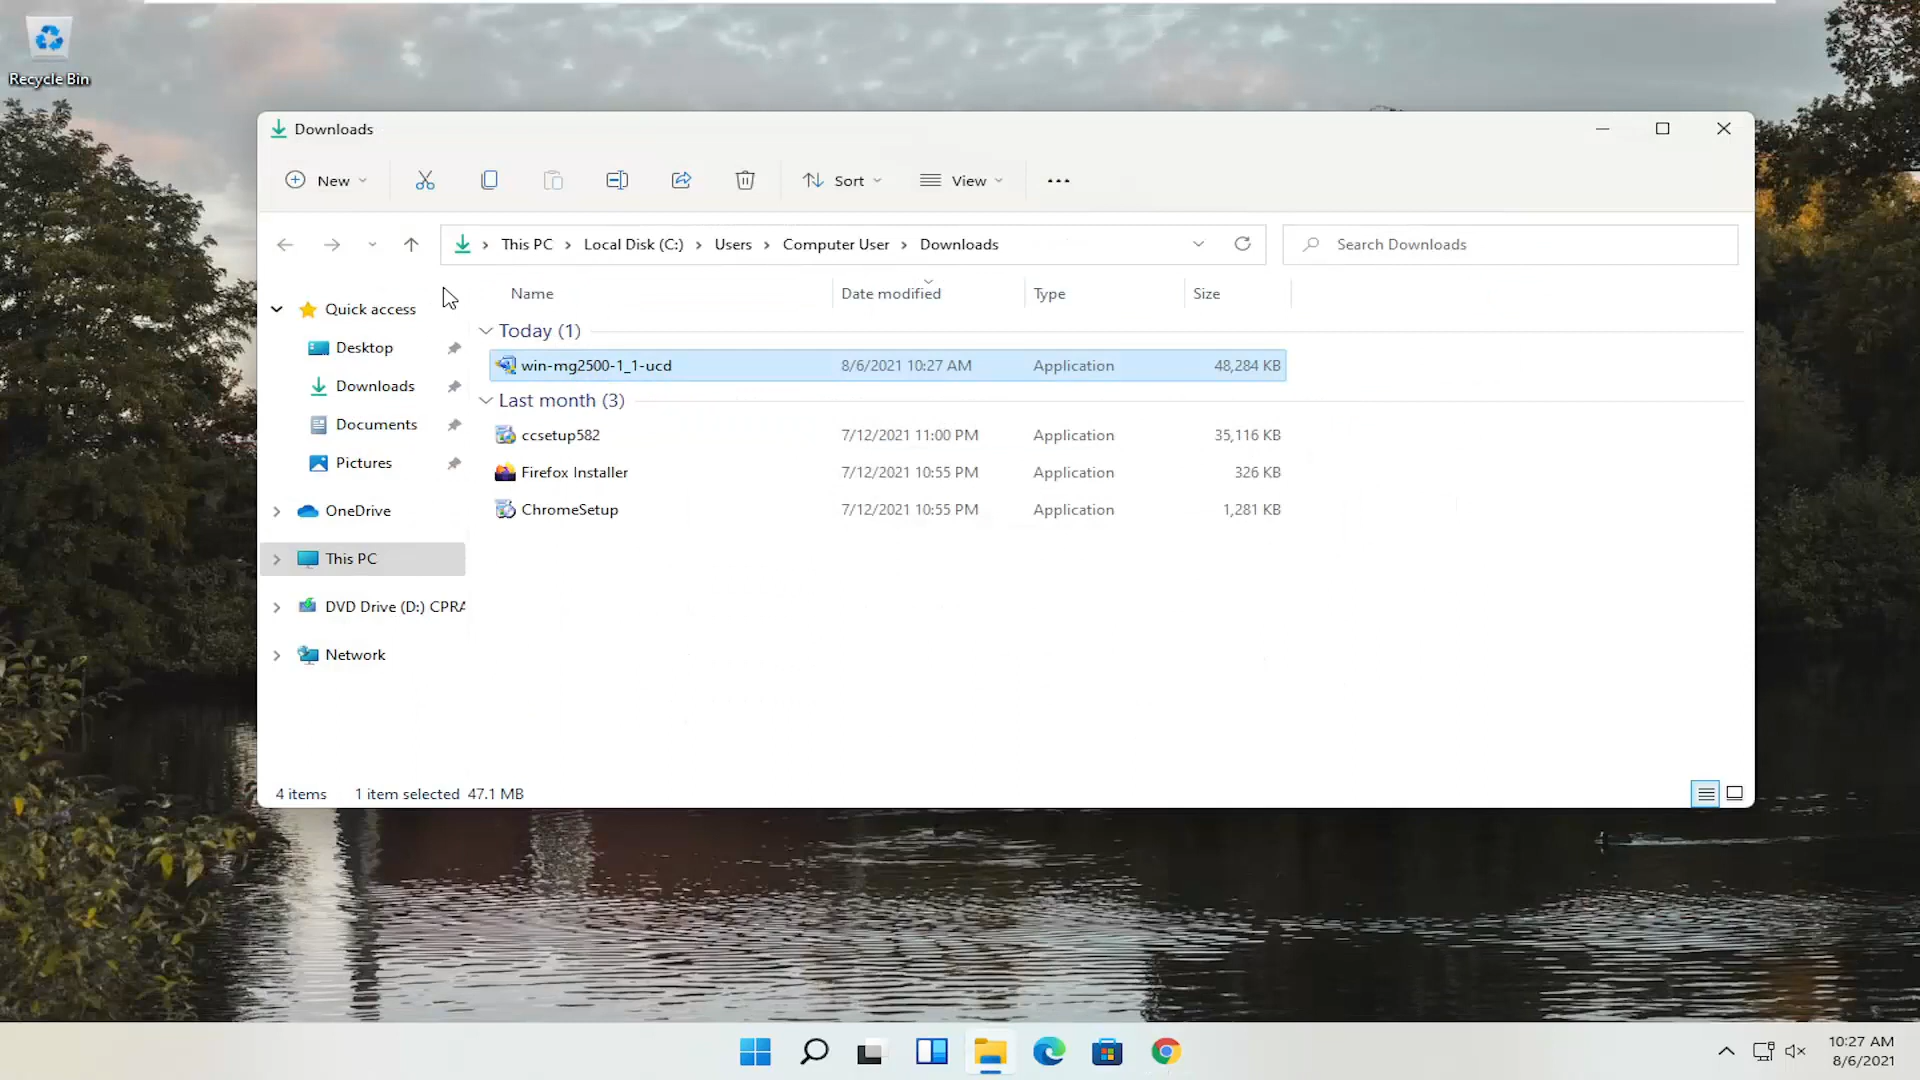 Recycle Bin
Downloads
New
Sort
View
This PC
Local Disk (C:)
Users
Computer User
Downloads
Search Downloads
Name
Date modified
Type
Size
Quick access
Desktop
Downloads
Documents
Pictures
OneDrive
This PC
DVD Drive (D:) CPRA
Network
Today (1)
win-mg2500-1_1-ucd 8/6/2021 10:27 AM Application 48,284 KB
Last month (3)
ccsetup582 7/12/2021 11:00 PM Application 35,116 KB
Firefox Installer 7/12/2021 10:55 PM Application 326 KB
ChromeSetup 7/12/2021 10:55 PM Application 1,281 KB
4 items 1 item selected 47.1 MB
10:27 AM
8/6/2021